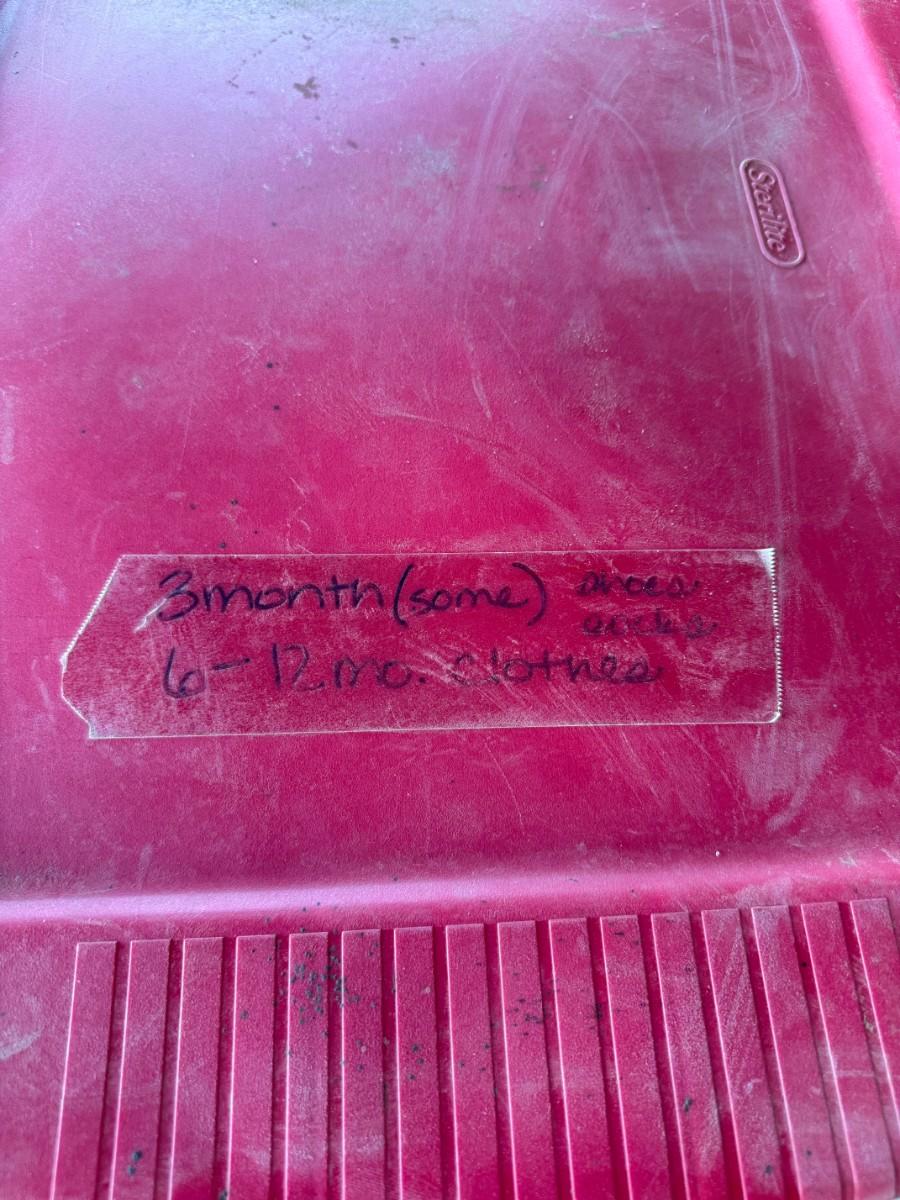 Sterilite
3month (some) shoes
socks
6-12 mo. clothes